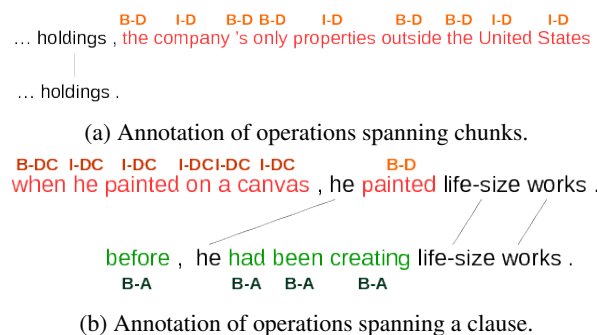 B-D I-D B-D B-D I-D B-D B-D I-D I-D
... holdings , the company 's only properties outside the United States
... holdings .
(a) Annotation of operations spanning chunks.
B-DC I-DC I-DC I-DC I-DC I-DC B-D
when he painted on a canvas , he painted life-size works .
before , he had been creating life-size works .
B-A B-A B-A B-A
(b) Annotation of operations spanning a clause.